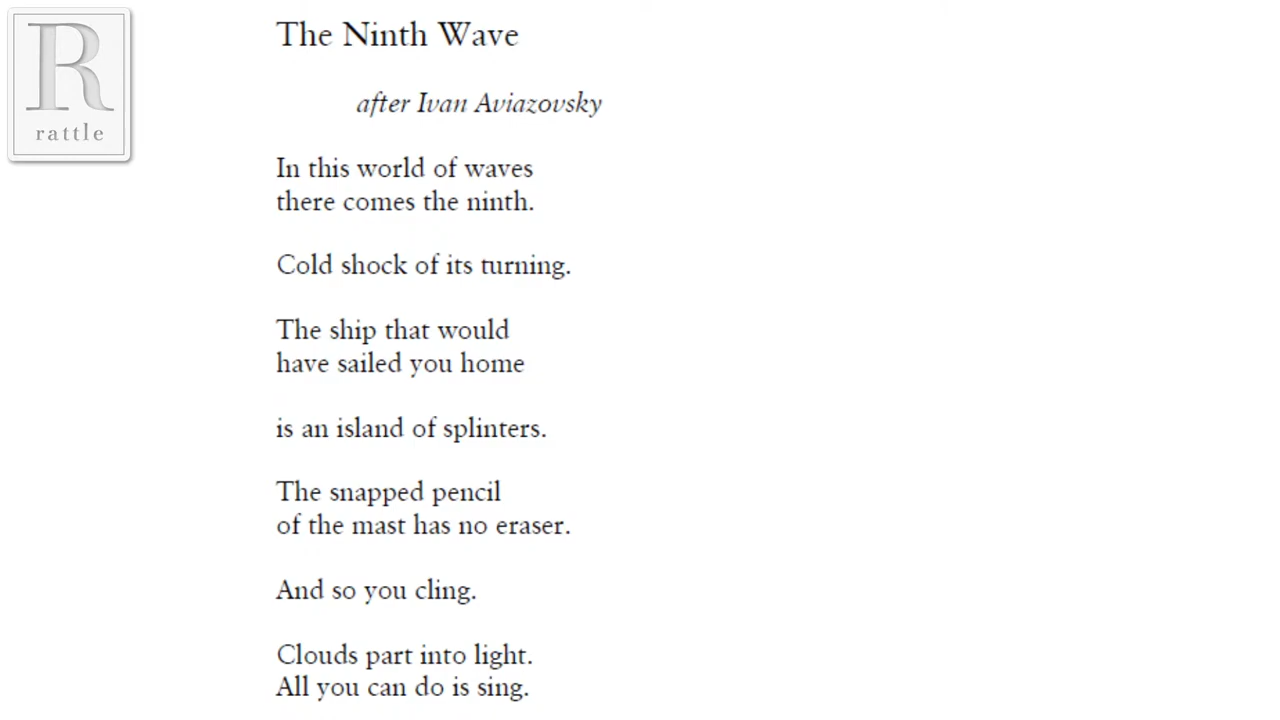 R
rattle
The Ninth Wave
after Ivan Aviazovsky
In this world of waves
there comes the ninth.
Cold shock of its turning.
The ship that would
have sailed you home
is an island of splinters.
The snapped pencil
of the mast has no eraser.
And so you cling.
Clouds part into light.
All you can do is sing.